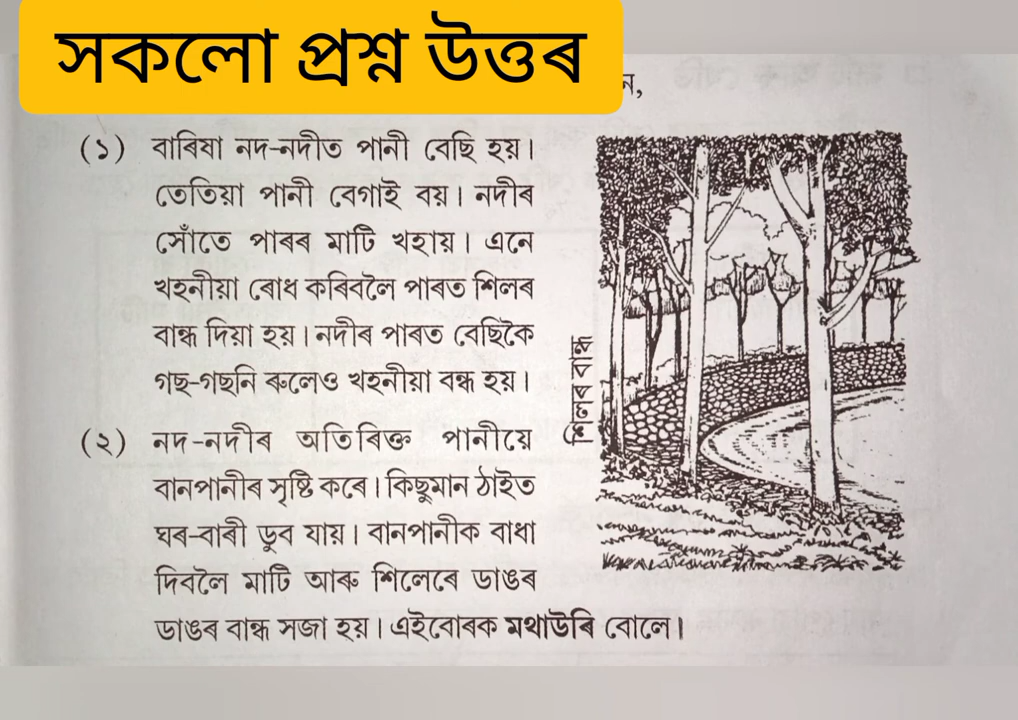 সকলো প্ৰশ্ন উত্তৰ
ন,
(১) বাৰিষা নদ-নদীত পানী বেছি হয়।
তেতিয়া পানী বেগাই বয়। নদীৰ
সোঁতে পাৰৰ মাটি খহায়। এনে
খহনীয়া ৰোধ কৰিবলৈ পাৰত শিলৰ
বান্ধ দিয়া হয়। নদীৰ পাৰত বেছিকৈ
গছ-গছনি ৰুলেও খহনীয়া বন্ধ হয়।
শিলৰ বান্ধ
(২) নদ-নদীৰ অতিৰিক্ত পানীয়ে
বানপানীৰ সৃষ্টি কৰে। কিছুমান ঠাইত
ঘৰ-বাৰী ডুব যায়। বানপানীক বাধা
দিবলৈ মাটি আৰু শিলেৰে ডাঙৰ
ডাঙৰ বান্ধ সজা হয়। এইবোৰক মথাউৰি বোলে।